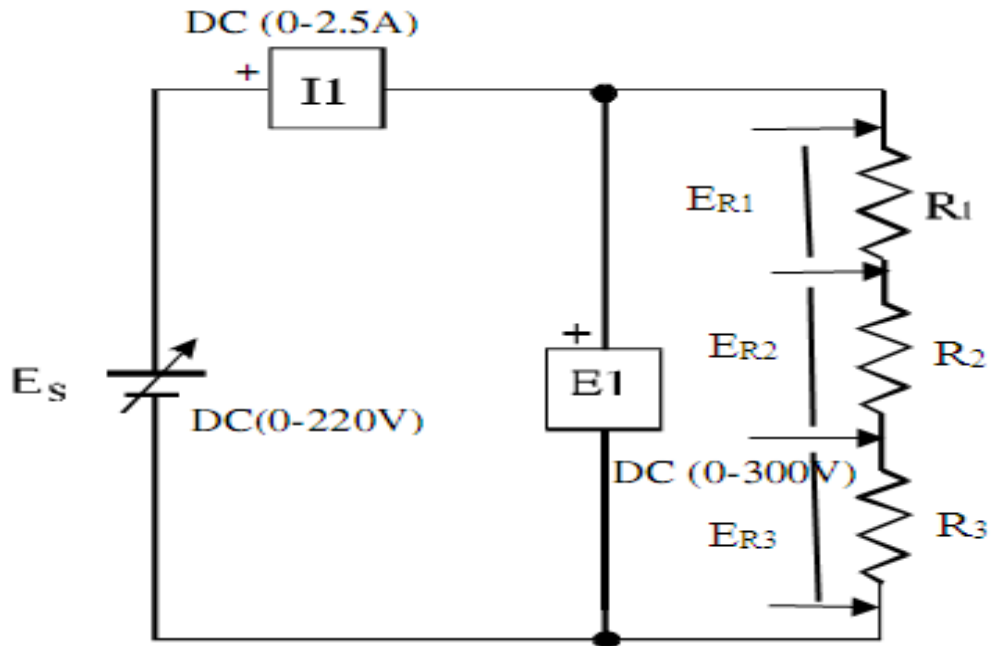 DC (0-2.5A)
+
I1
ER1
R1
+
ER2
R2
Es
E1
DC(0-220V)
DC (0-300V)
ER3
R3